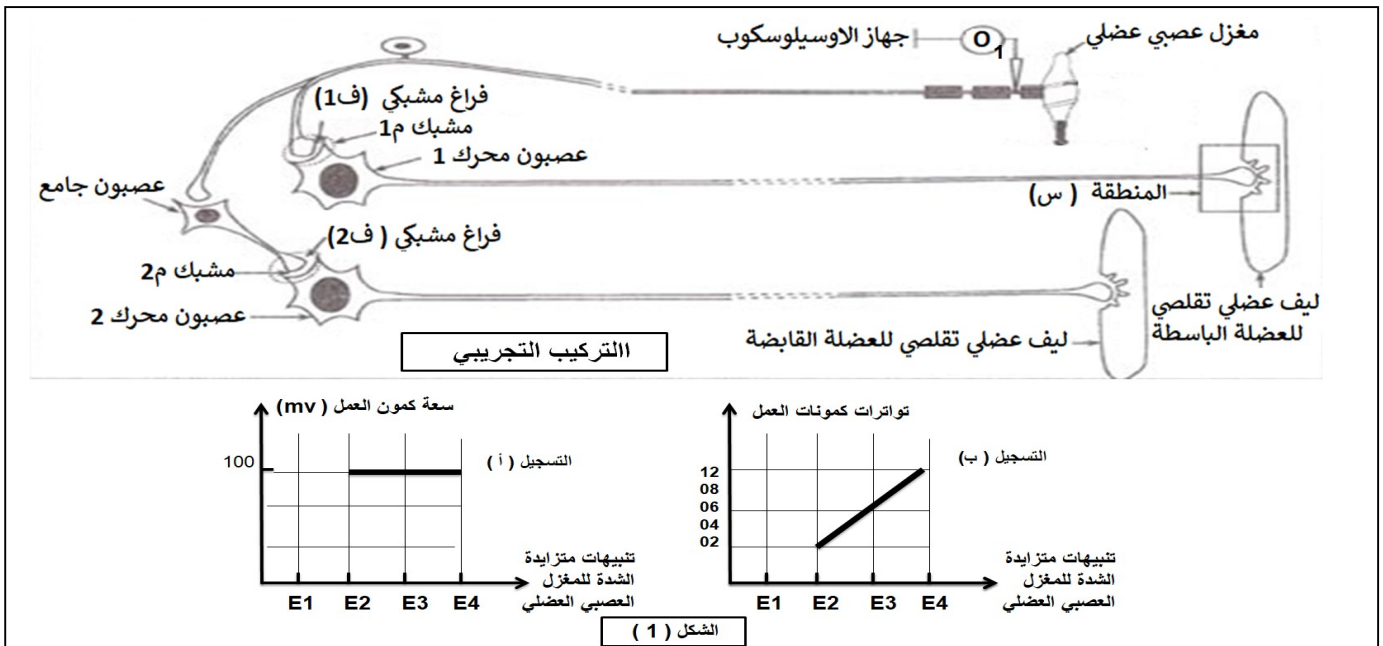 مغزل عصبي عضلي
جهاز الاوسيلوسكوب
O1
فراغ مشبكي (ف1)
مشبك م1
عصبون محرك 1
عصبون جامع
المنطقة (س)
فراغ مشبكي (ف2)
مشبك م2
عصبون محرك 2
ليف عضلي تقلصي
للعضلة الباسطة
ليف عضلي تقلصي للعضلة القابضة
االتركيب التجريبي
سعة كمون العمل (mv)
التسجيل (أ)
100
تنبيهات متزايدة
الشدة للمغزل
العصبي العضلي
E1 E2 E3 E4
تواترات كمونات العمل
التسجيل (ب)
12
08
06
04
02
تنبيهات متزايدة
الشدة للمغزل
العصبي العضلي
E1 E2 E3 E4
الشكل (1)